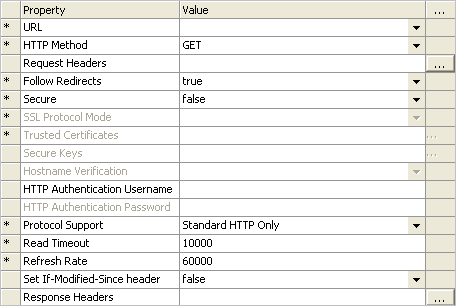 Property Value ...
* URL
* HTTP Method GET
Request Headers ...
* Follow Redirects true
* Secure false
* SSL Protocol Mode
* Trusted Certificates ...
Secure Keys ...
Hostname Verification
HTTP Authentication Username
HTTP Authentication Password
* Protocol Support Standard HTTP Only
* Read Timeout 10000
* Refresh Rate 60000
Set If-Modified-Since header false
Response Headers ...